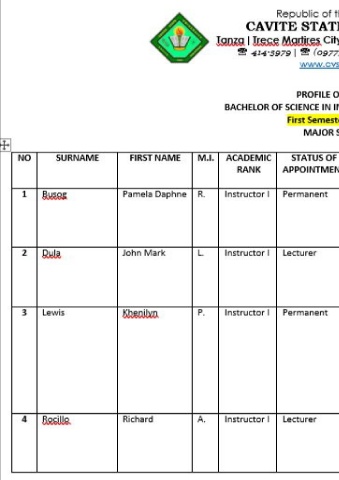 Republic of th
CAVITE STATE
Tanza | Trece Martires City
☎ 414-3979 | ☎ (0977
www.cvs
PROFILE O
BACHELOR OF SCIENCE IN IN
First Semeste
MAJOR S
NO SURNAME FIRST NAME M.I. ACADEMIC RANK STATUS OF APPOINTMEN
1 Busog Pamela Daphne R. Instructor I Permanent
2 Dula John Mark L. Instructor I Lecturer
3 Lewis Khenilyn P. Instructor I Permanent
4 Rocillo Richard A. Instructor I Lecturer